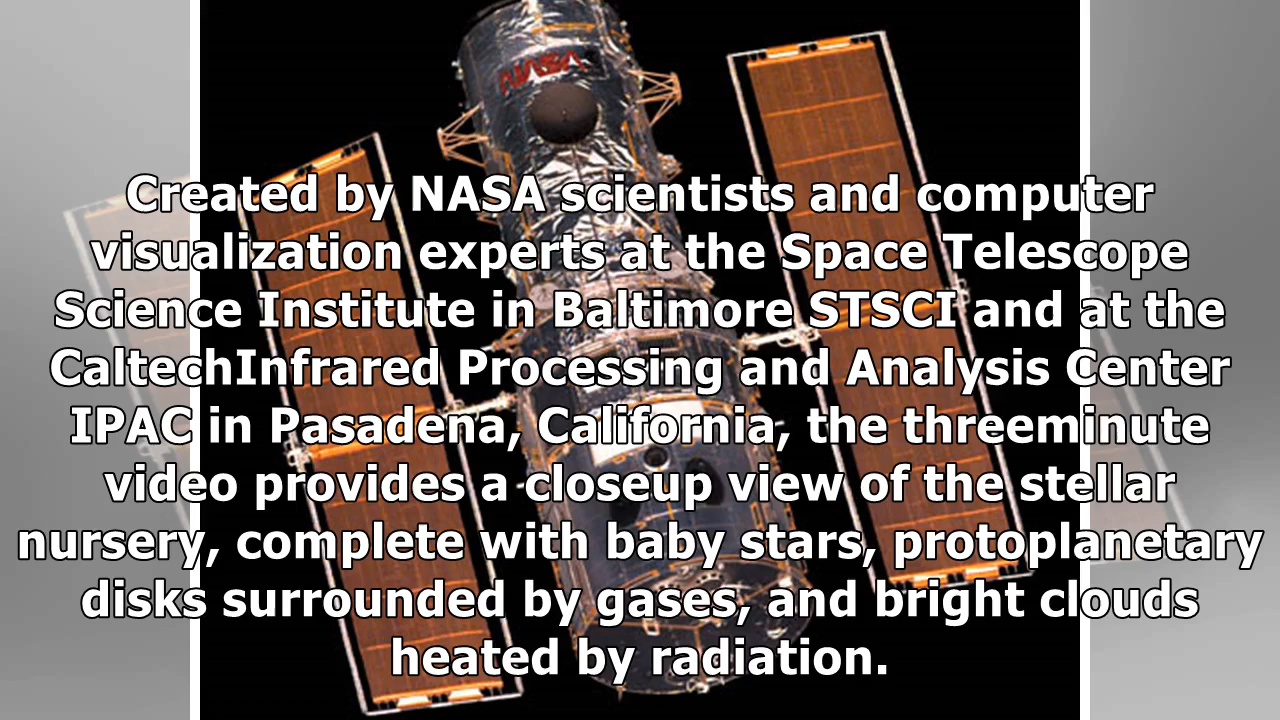 NASA
Created by NASA scientists and computer
visualization experts at the Space Telescope
Science Institute in Baltimore STSCI and at the
CaltechInfrared Processing and Analysis Center
IPAC in Pasadena, California, the threeminute
video provides a closeup view of the stellar
nursery, complete with baby stars, protoplanetary
disks surrounded by gases, and bright clouds
heated by radiation.